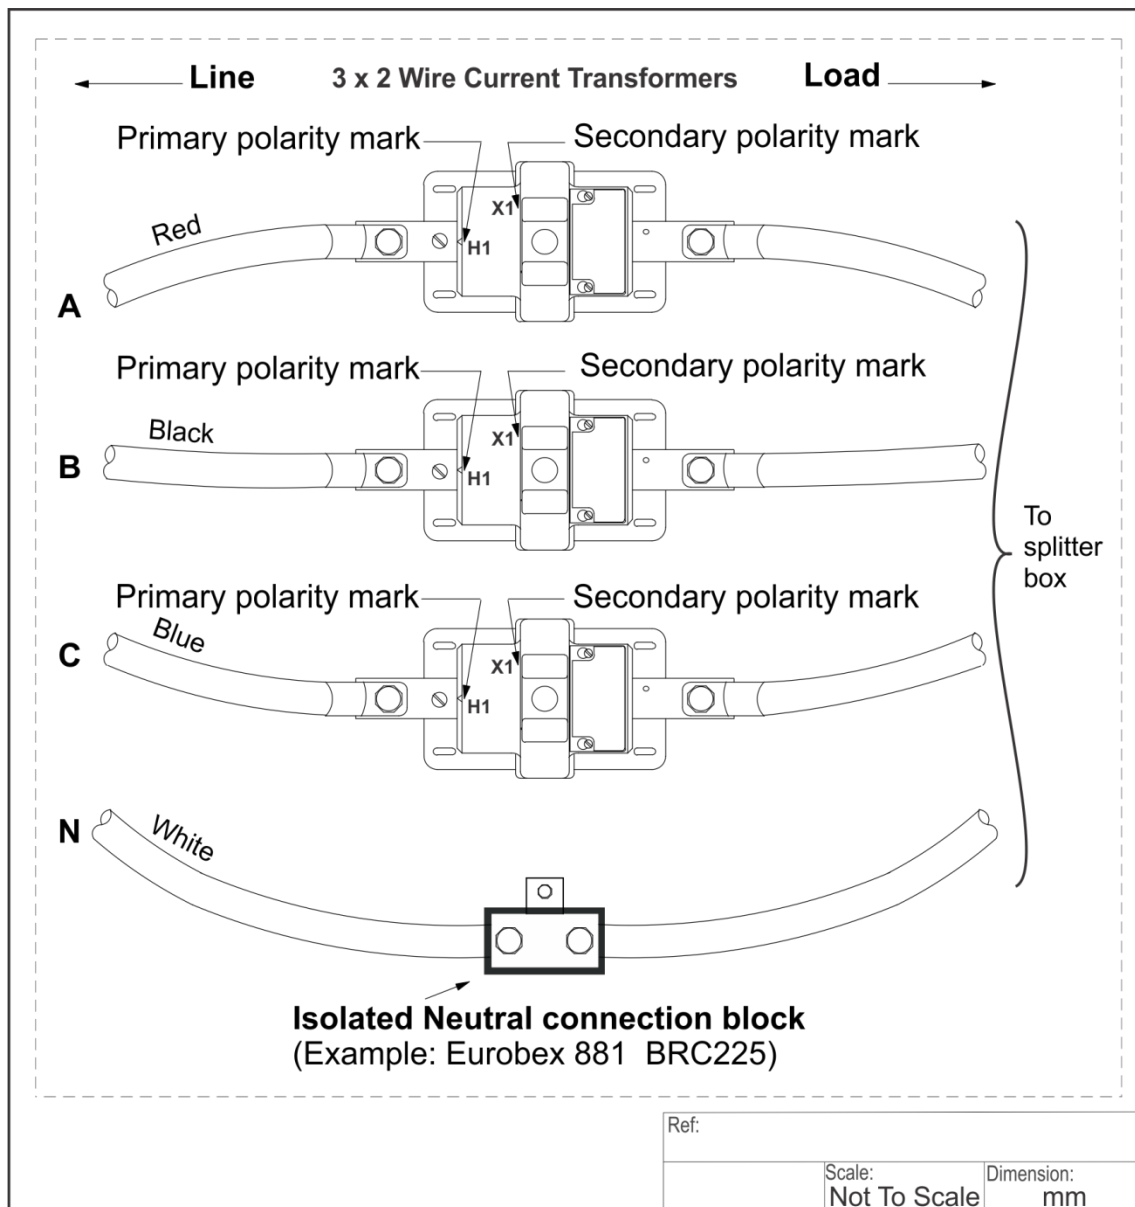 Line 3 x 2 Wire Current Transformers Load
Primary polarity mark Secondary polarity mark
Red
X1
H1
A
Primary polarity mark Secondary polarity mark
Black
X1
B
H1
To
splitter
box
Primary polarity mark Secondary polarity mark
Blue
C
X1
H1
N
White
Isolated Neutral connection block
(Example: Eurobex 881 BRC225)
Ref:
Scale: Dimension:
Not To Scale mm